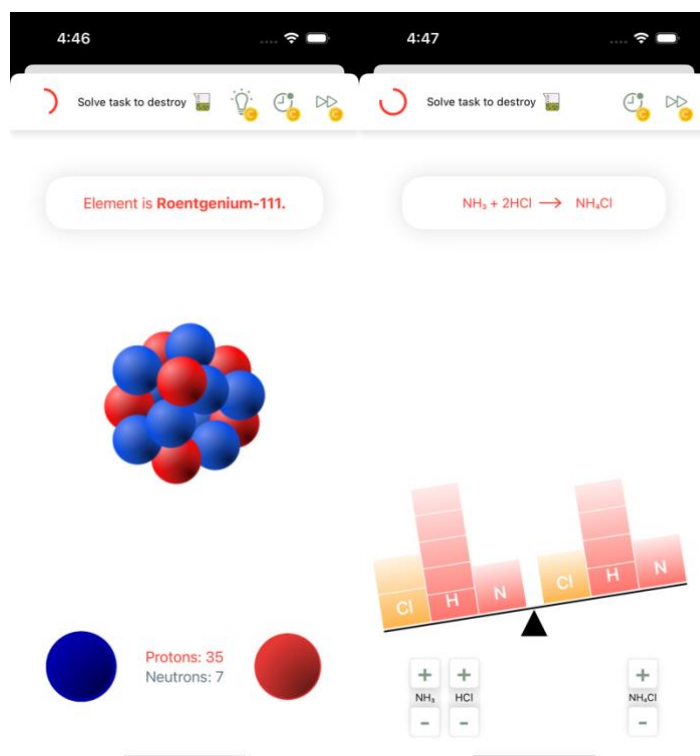 4:46
Solve task to destroy
Element is Roentgenium-111.
Protons: 35
Neutrons: 7
4:47
Solve task to destroy
NH₃ + 2HCl → NH₄Cl
Cl H N Cl H N
+ + +
NH₃ HCl NH₄Cl
- - -